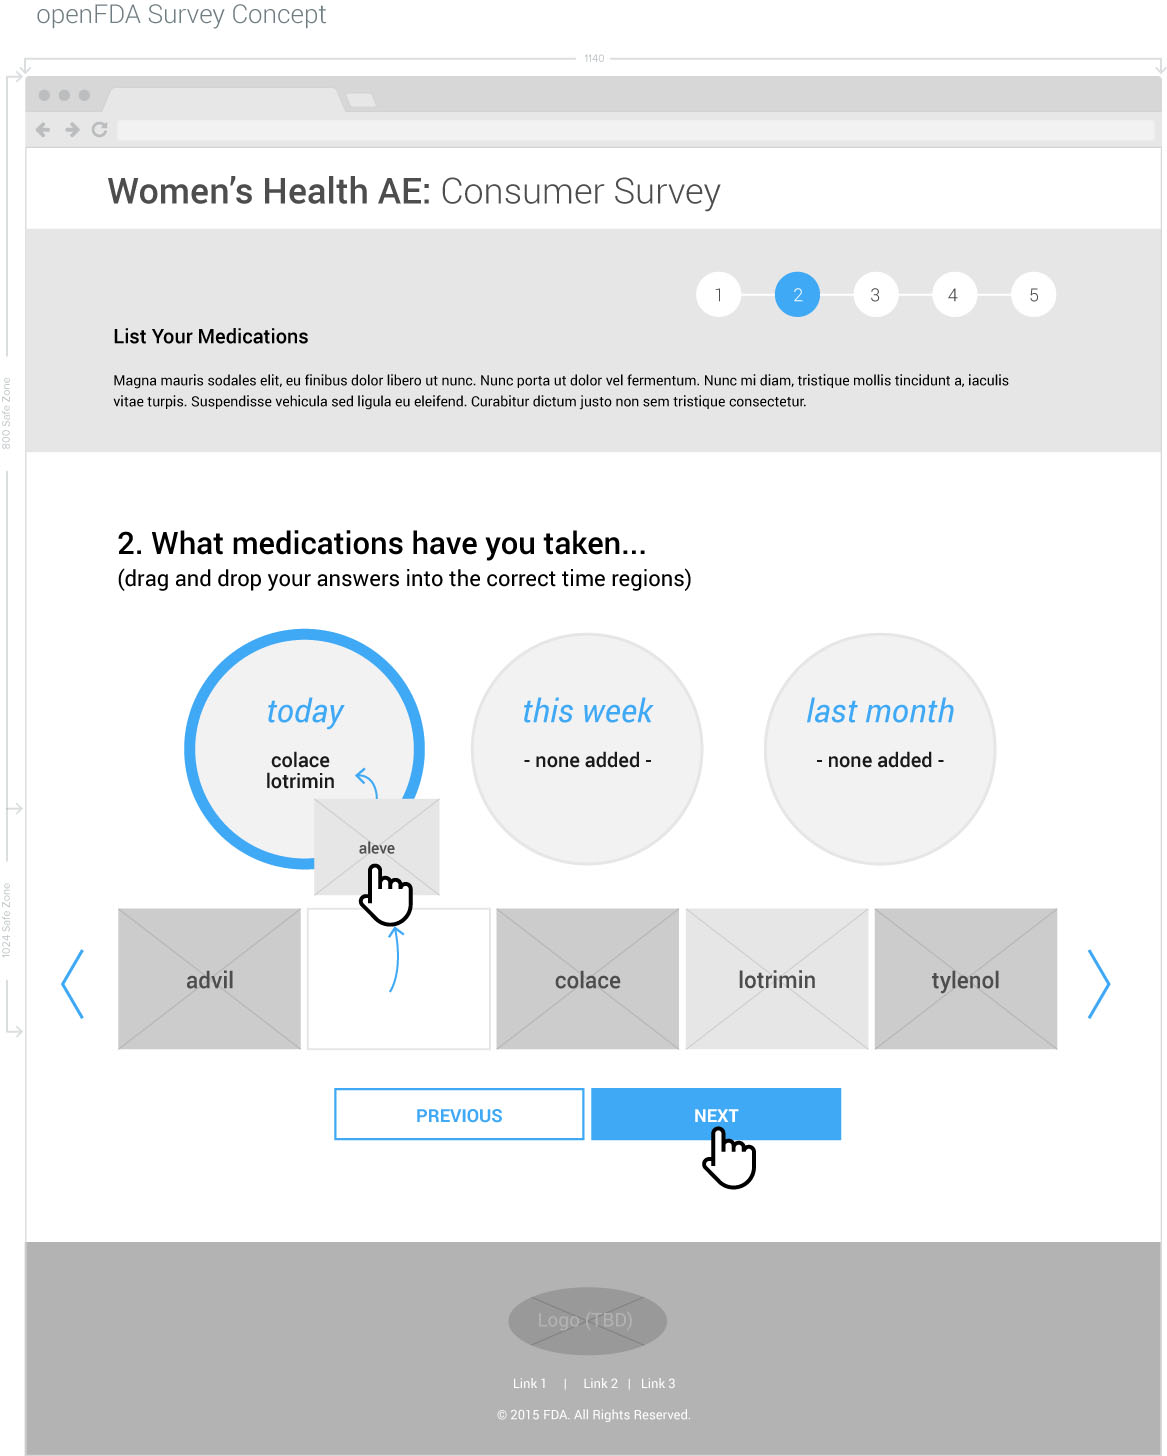 openFDA Survey Concept
1140
800 Safe Zone
1024 Safe Zone
Women's Health AE: Consumer Survey
1 2 3 4 5
List Your Medications
Magna mauris sodales elit, eu finibus dolor libero ut nunc. Nunc porta ut dolor vel fermentum. Nunc mi diam, tristique mollis tincidunt a, iaculis
vitae turpis. Suspendisse vehicula sed ligula eu eleifend. Curabitur dictum justo non sem tristique consectetur.
2. What medications have you taken...
(drag and drop your answers into the correct time regions)
today
colace
lotrimin
this week
- none added -
last month
- none added -
aleve
advil
colace
lotrimin
tylenol
PREVIOUS
NEXT
Logo (TBD)
Link 1 | Link 2 | Link 3
© 2015 FDA. All Rights Reserved.